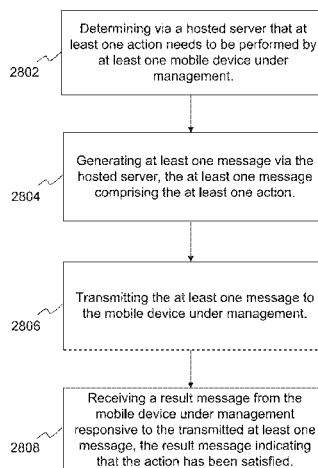 Determining via a hosted server that at
least one action needs to be performed by
at least one mobile device under
management.
2802
Generating at least one message via the
hosted server, the at least one message
comprising the at least one action.
2804
Transmitting the at least one message to
the mobile device under management.
2806
Receiving a result message from the
mobile device under management
responsive to the transmitted at least one
message, the result message indicating
that the action has been satisfied.
2808